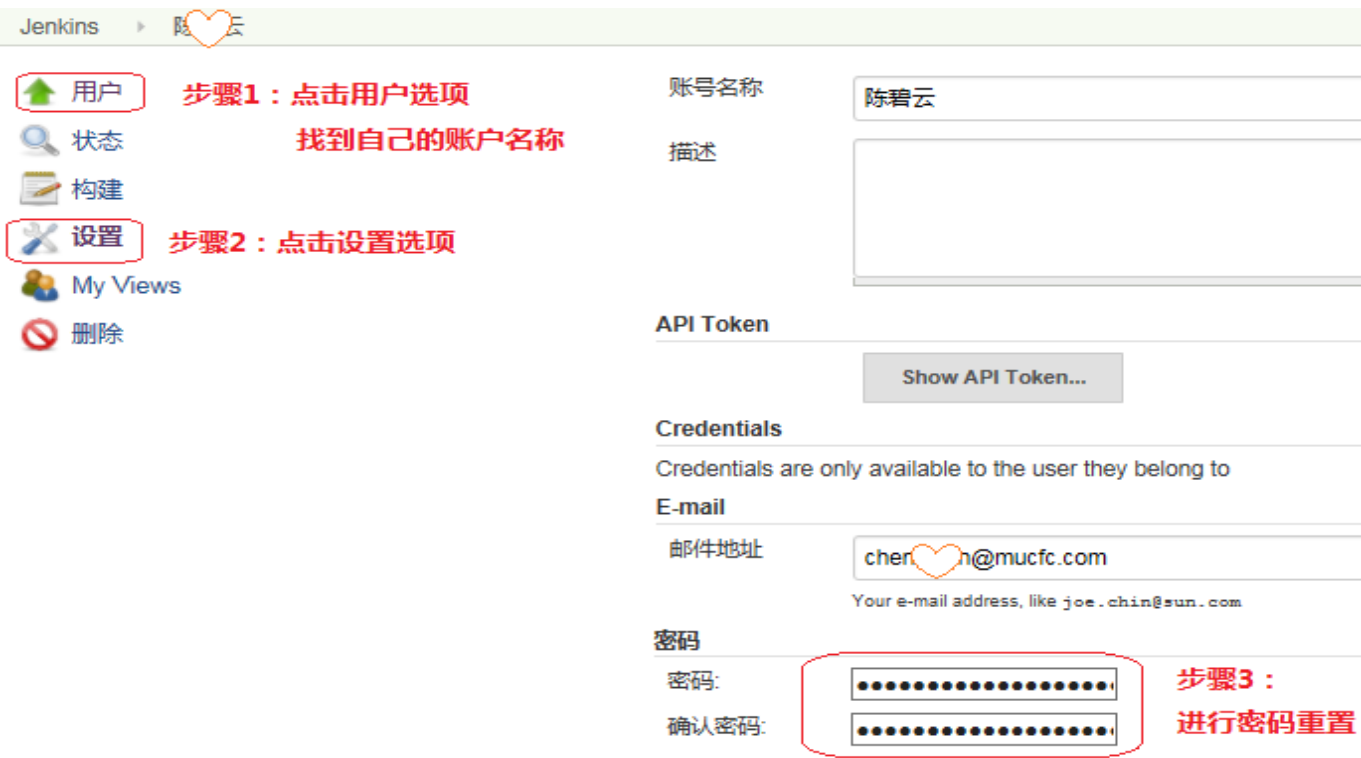 Jenkins
云
用户
步骤1：点击用户选项
找到自己的账户名称
状态
构建
设置
步骤2：点击设置选项
My Views
删除
账号名称
陈碧云
描述
API Token
Show API Token...
Credentials
Credentials are only available to the user they belong to
E-mail
邮件地址
@mucfc.com
Your e-mail address, like joe.chin@sun.com
密码
密码:
确认密码:
步骤3：
进行密码重置